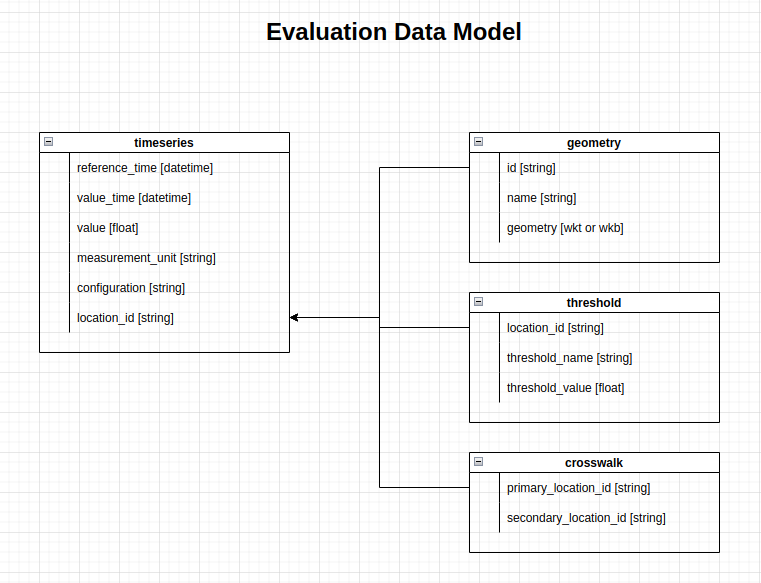 Evaluation Data Model
timeseries
reference_time [datetime]
value_time [datetime]
value [float]
measurement_unit [string]
configuration [string]
location_id [string]
geometry
id [string]
name [string]
geometry [wkt or wkb]
threshold
location_id [string]
threshold_name [string]
threshold_value [float]
crosswalk
primary_location_id [string]
secondary_location_id [string]